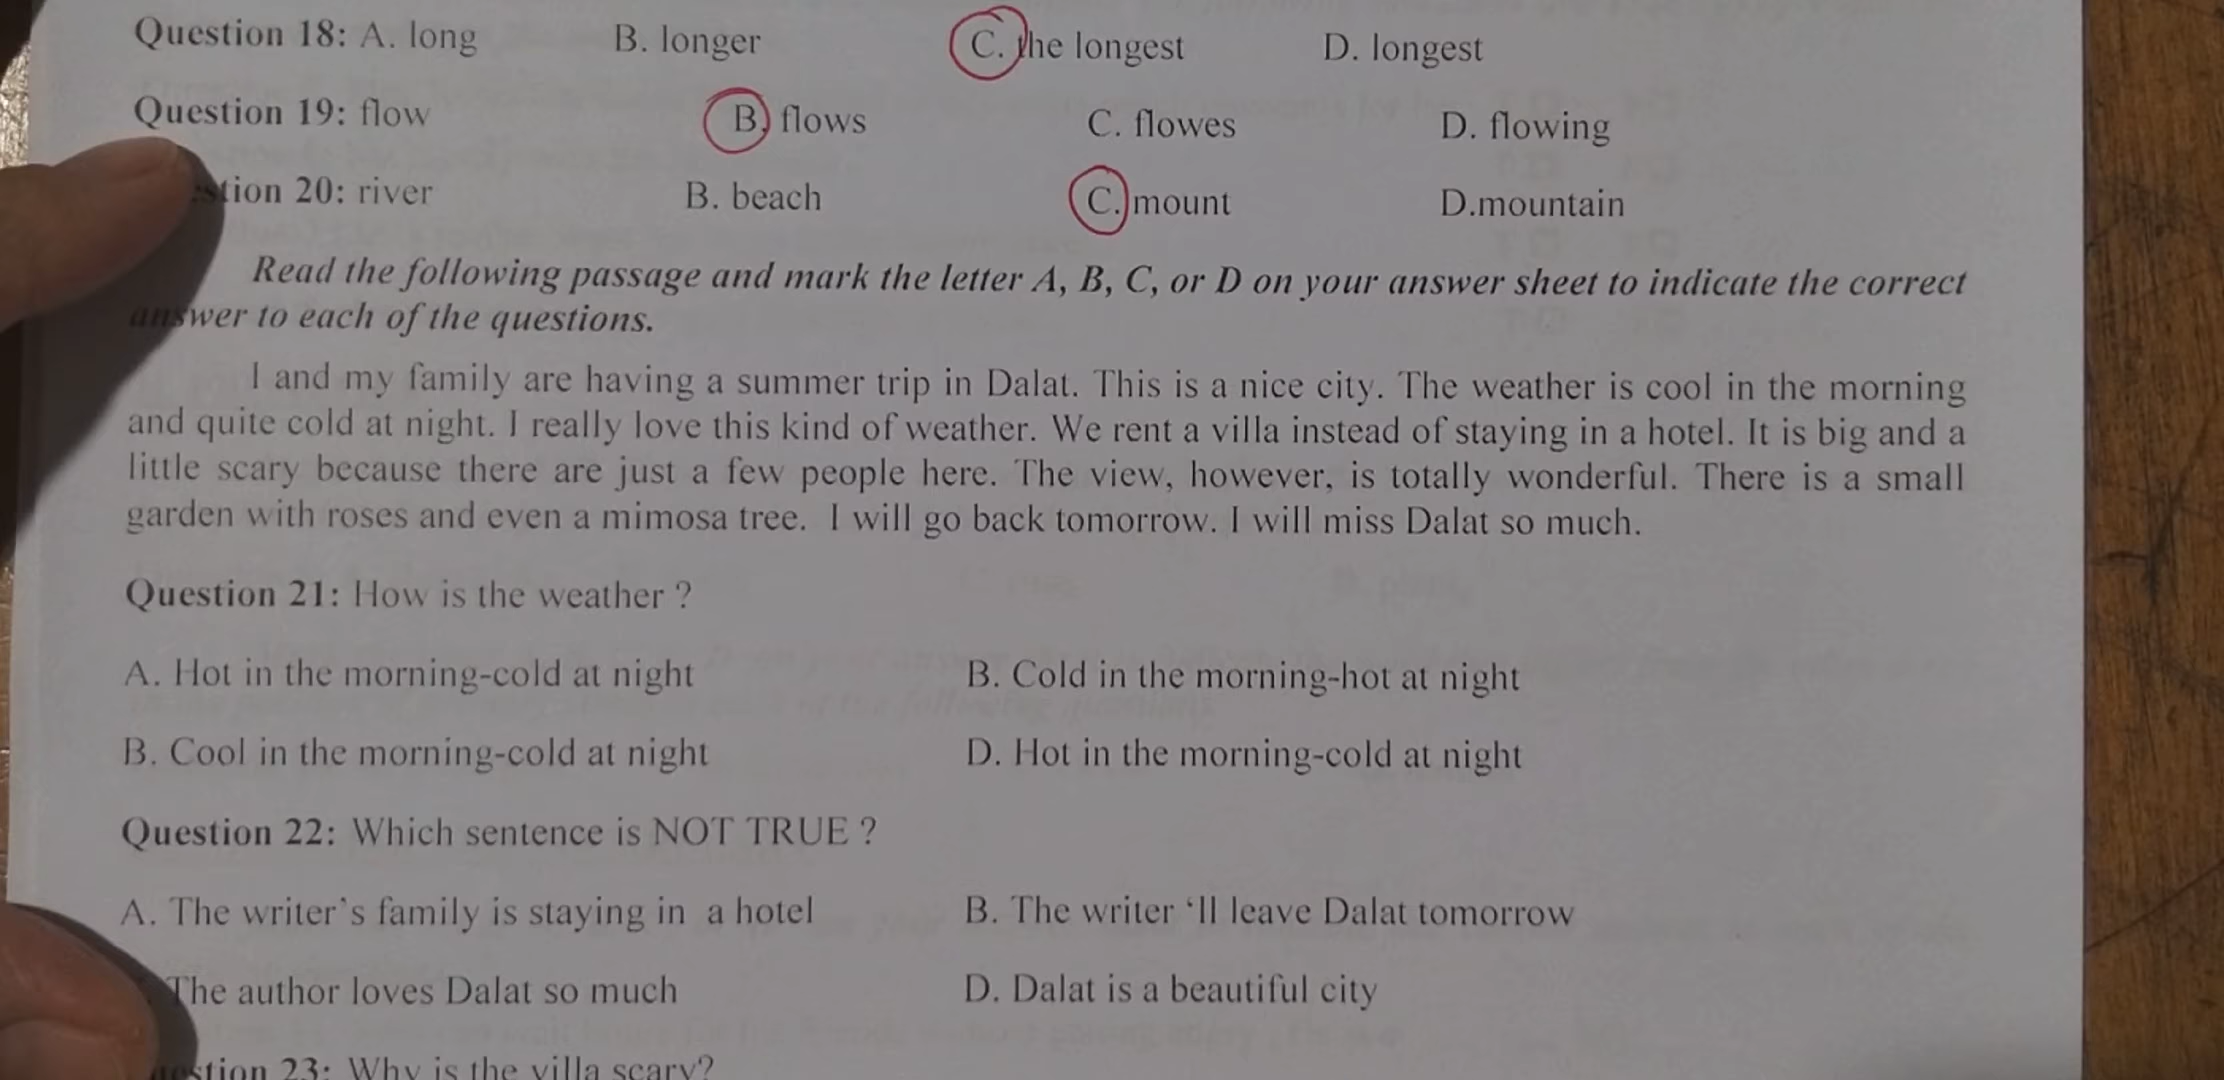 Question 18: A. long B. longer C. the longest D. longest
Question 19: flow B. flows C. flowes D. flowing
stion 20: river B. beach C. mount D.mountain
Read the following passage and mark the letter A, B, C, or D on your answer sheet to indicate the correct
answer to each of the questions.
I and my family are having a summer trip in Dalat. This is a nice city. The weather is cool in the morning
and quite cold at night. I really love this kind of weather. We rent a villa instead of staying in a hotel. It is big and a
little scary because there are just a few people here. The view, however, is totally wonderful. There is a small
garden with roses and even a mimosa tree. I will go back tomorrow. I will miss Dalat so much.
Question 21: How is the weather ?
A. Hot in the morning-cold at night B. Cold in the morning-hot at night
B. Cool in the morning-cold at night D. Hot in the morning-cold at night
Question 22: Which sentence is NOT TRUE ?
A. The writer's family is staying in a hotel B. The writer ‘ll leave Dalat tomorrow
The author loves Dalat so much D. Dalat is a beautiful city
estion 23: Why is the villa scary?